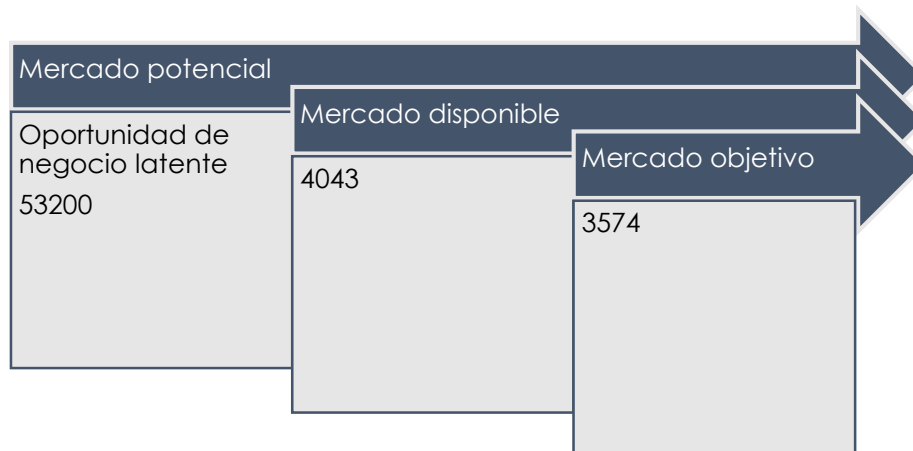 Mercado potencial
Oportunidad de
negocio latente
53200
Mercado disponible
4043
Mercado objetivo
3574